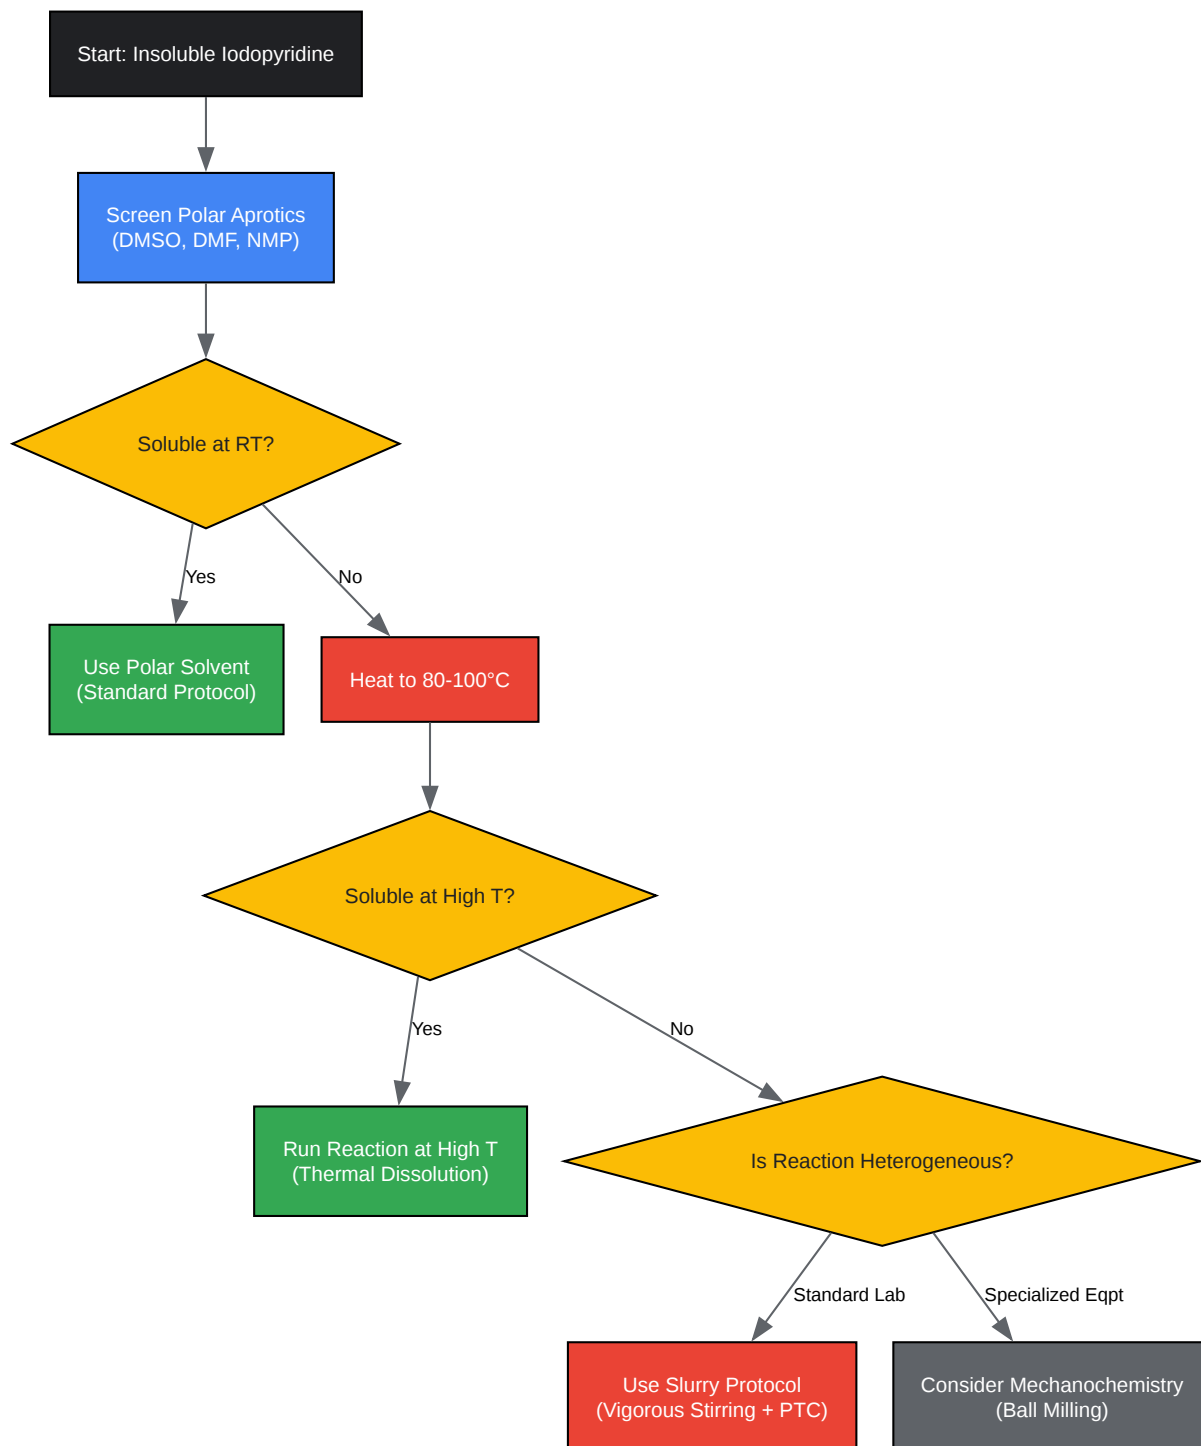 Start: Insoluble Iodopyridine
Screen Polar Aprotics
(DMSO, DMF, NMP)
Soluble at RT?
Yes
No
Use Polar Solvent
(Standard Protocol)
Heat to 80-100°C
Soluble at High T?
Yes
No
Run Reaction at High T
(Thermal Dissolution)
Is Reaction Heterogeneous?
Standard Lab
Specialized Eqpt
Use Slurry Protocol
(Vigorous Stirring + PTC)
Consider Mechanochemistry
(Ball Milling)